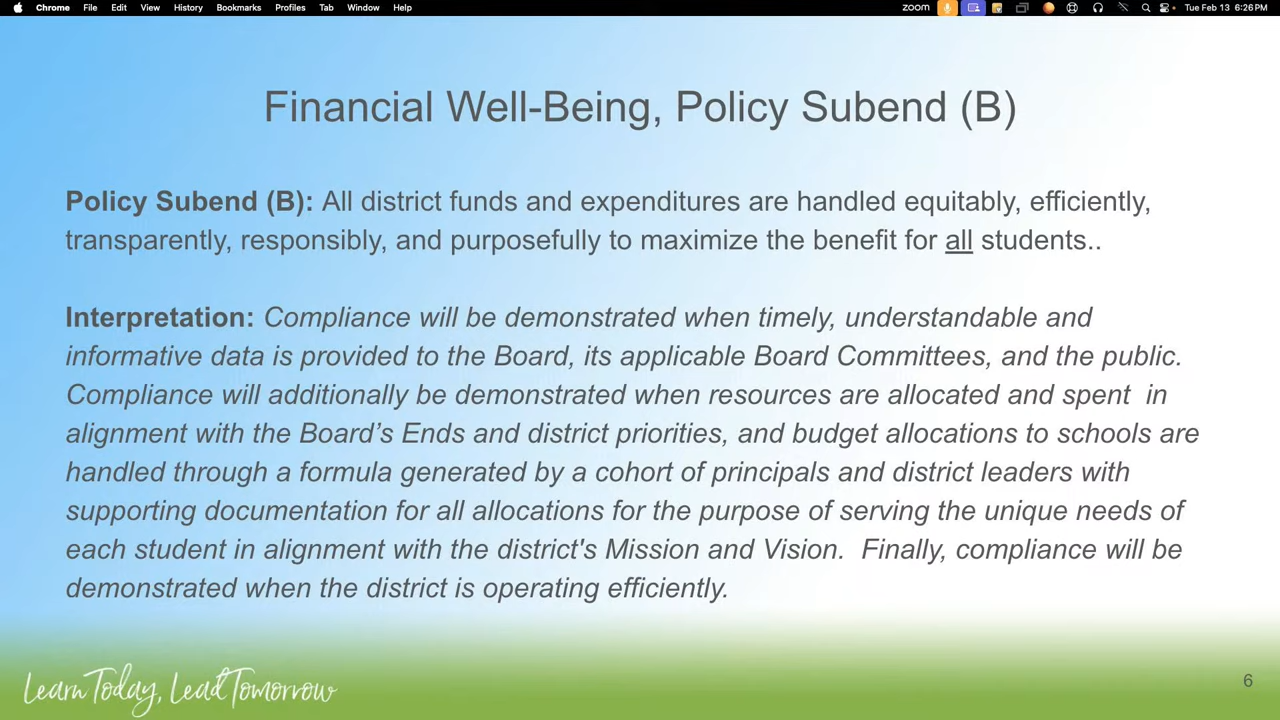 Chrome File Edit View History Bookmarks Profiles Tab Window Help zoom Tue Feb 13 6:26 PM
Financial Well-Being, Policy Subend (B)
Policy Subend (B): All district funds and expenditures are handled equitably, efficiently,
transparently, responsibly, and purposefully to maximize the benefit for all students..
Interpretation: Compliance will be demonstrated when timely, understandable and
informative data is provided to the Board, its applicable Board Committees, and the public.
Compliance will additionally be demonstrated when resources are allocated and spent  in
alignment with the Board’s Ends and district priorities, and budget allocations to schools are
handled through a formula generated by a cohort of principals and district leaders with
supporting documentation for all allocations for the purpose of serving the unique needs of
each student in alignment with the district's Mission and Vision.  Finally, compliance will be
demonstrated when the district is operating efficiently.
Learn Today, Lead Tomorrow
6